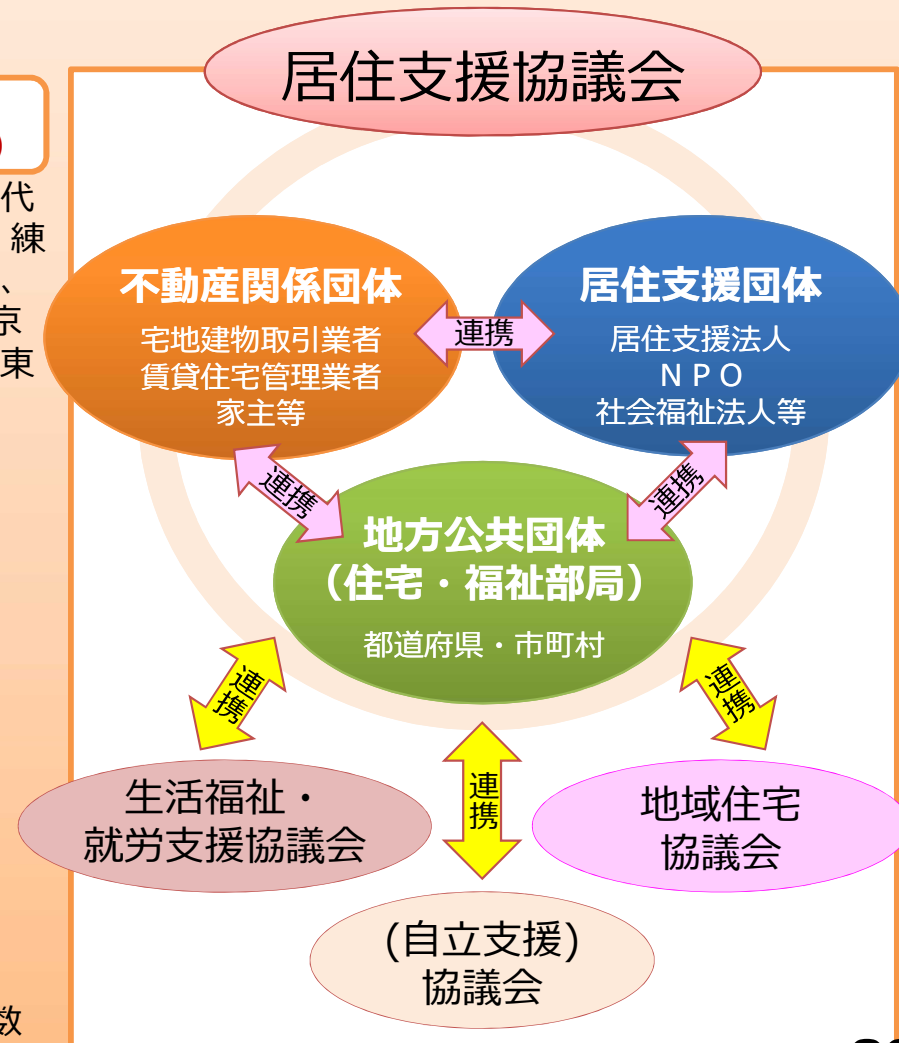 居住支援協議会
代
練
、
京
東
不動産関係団体
宅地建物取引業者
賃貸住宅管理業者
家主等
連携
居住支援団体
居住支援法人
ＮＰＯ
社会福祉法人等
連携
連携
地方公共団体
（住宅・福祉部局）
都道府県・市町村
連携
連携
連携
生活福祉・
就労支援協議会
地域住宅
協議会
（自立支援）
協議会
数